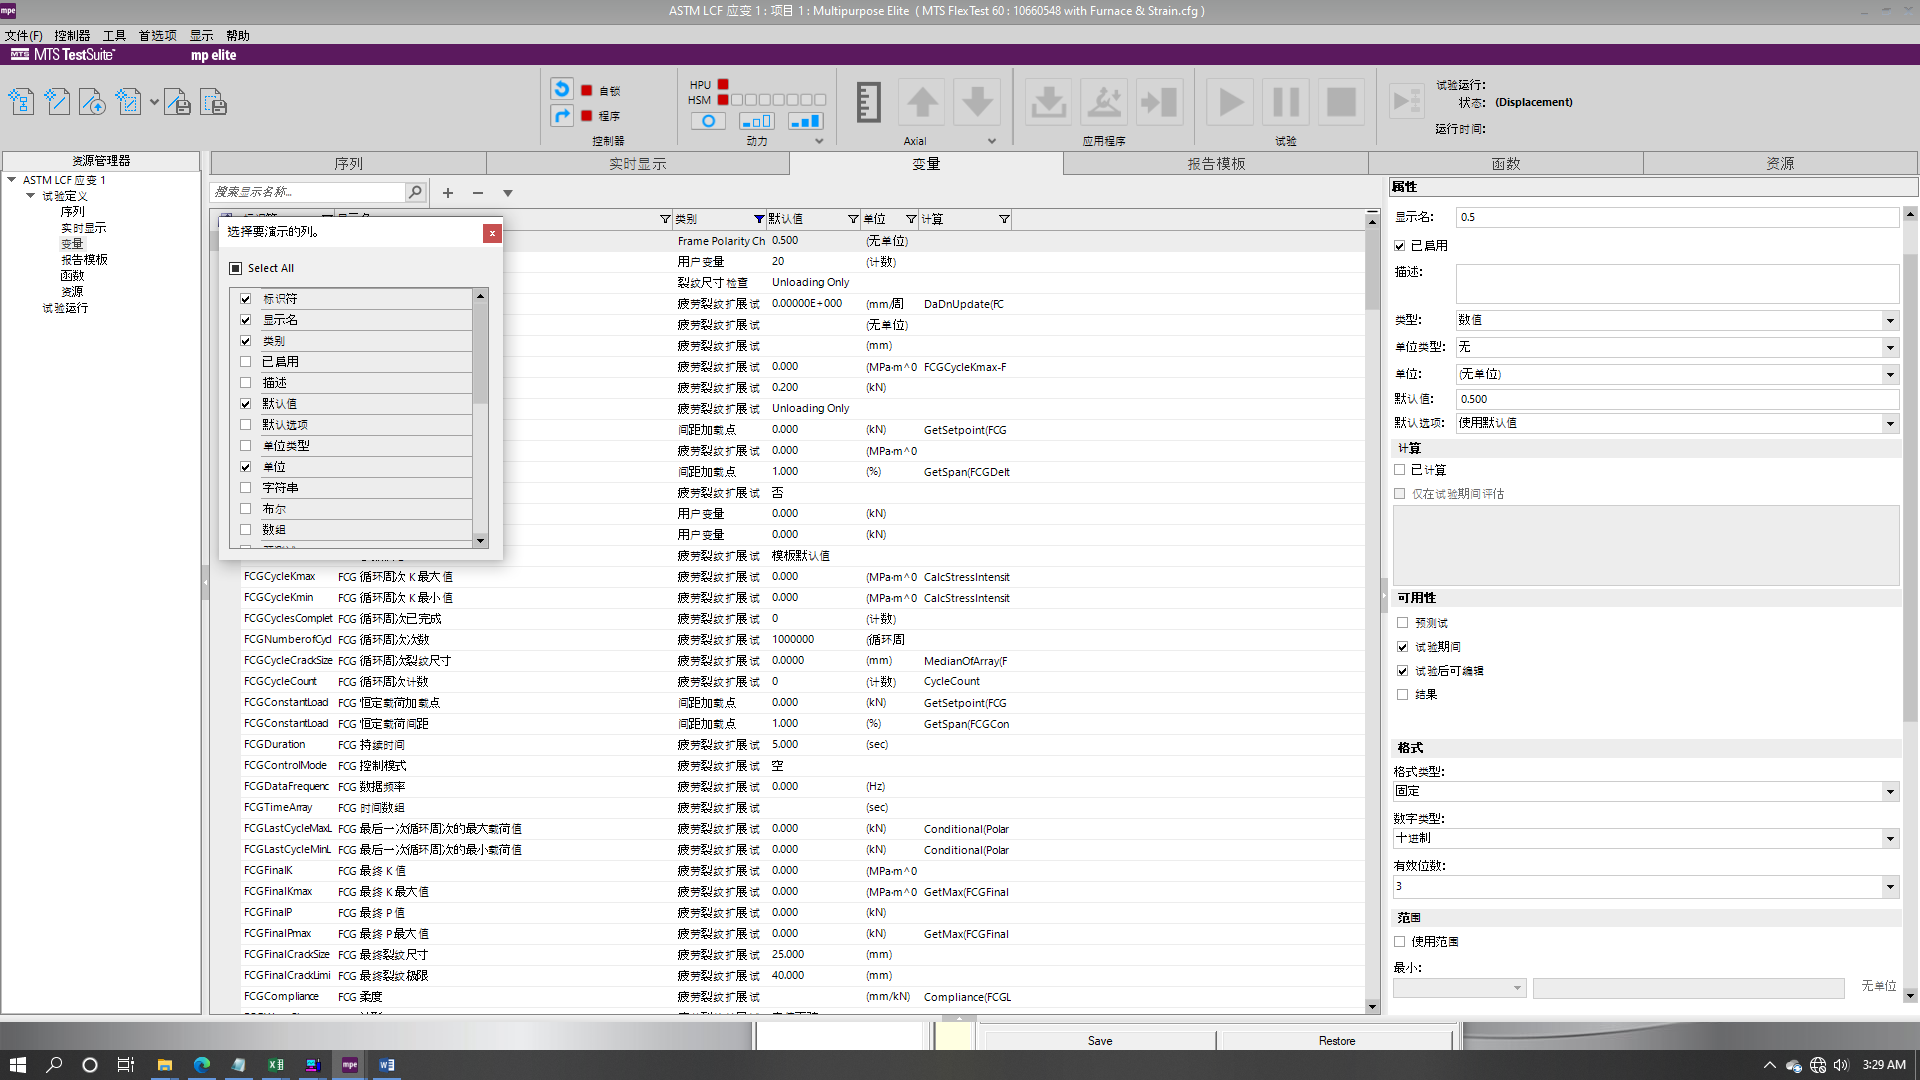 ASTM LCF 应变 1 : 项目 1 : Multipurpose Elite  ( MTS FlexTest 60 : 10660548 with Furnace & Strain.cfg )
文件(F) 控制器 工具 首选项 显示 帮助
MTS TestSuite mp elite
自锁
程序
控制器
HPU
HSM
动力
Axial
应用程序
试验
试验运行:
状态: (Displacement)
运行时间:
资源管理器
ASTM LCF 应变 1
试验定义
序列
实时显示
变量
报告模板
函数
资源
试验运行
序列 实时显示 变量 报告模板 函数 资源
搜索显示名称...
类别 默认值 单位 计算
选择要演示的列。
Select All
标识符
显示名
类别
已启用
描述
默认值
默认选项
单位类型
单位
字符串
布尔
数组
Frame Polarity Ch 0.500 (无单位)
用户变量 20 (计数)
裂纹尺寸检查 Unloading Only
疲劳裂纹扩展试 0.00000E+000 (mm/周 DaDnUpdate(FC
疲劳裂纹扩展试 (无单位)
疲劳裂纹扩展试 (mm)
疲劳裂纹扩展试 0.000 (MPa·m^0 FCGCycleKmax-F
疲劳裂纹扩展试 0.200 (kN)
疲劳裂纹扩展试 Unloading Only
间距加载点 0.000 (kN) GetSetpoint(FCG
疲劳裂纹扩展试 0.000 (MPa·m^0
间距加载点 1.000 (%) GetSpan(FCGDelt
疲劳裂纹扩展试 否
用户变量 0.000 (kN)
用户变量 0.000 (kN)
疲劳裂纹扩展试 模板默认值
FCGCycleKmax FCG 循环周次 K 最大值 疲劳裂纹扩展试 0.000 (MPa·m^0 CalcStressIntensit
FCGCycleKmin FCG 循环周次 K 最小值 疲劳裂纹扩展试 0.000 (MPa·m^0 CalcStressIntensit
FCGCyclesComplet FCG 循环周次已完成 疲劳裂纹扩展试 0 (计数)
FCGNumberofCycl FCG 循环周次次数 疲劳裂纹扩展试 1000000 (循环周
FCGCycleCrackSize FCG 循环周次裂纹尺寸 疲劳裂纹扩展试 0.0000 (mm) MedianOfArray(F
FCGCycleCount FCG 循环周次计数 疲劳裂纹扩展试 0 (计数) CycleCount
FCGConstantLoad FCG 恒定载荷加载点 间距加载点 0.000 (kN) GetSetpoint(FCG
FCGConstantLoad FCG 恒定载荷间距 间距加载点 1.000 (%) GetSpan(FCGCon
FCGDuration FCG 持续时间 疲劳裂纹扩展试 5.000 (sec)
FCGControlMode FCG 控制模式 疲劳裂纹扩展试 空
FCGDataFrequenc FCG 数据频率 疲劳裂纹扩展试 0.000 (Hz)
FCGTimeArray FCG 时间数组 疲劳裂纹扩展试 (sec)
FCGLastCycleMaxL FCG 最后一次循环周次的最大载荷值 疲劳裂纹扩展试 0.000 (kN) Conditional(Polar
FCGLastCycleMinL FCG 最后一次循环周次的最小载荷值 疲劳裂纹扩展试 0.000 (kN) Conditional(Polar
FCGFinalK FCG 最终 K 值 疲劳裂纹扩展试 0.000 (MPa·m^0
FCGFinalKmax FCG 最终 K 最大值 疲劳裂纹扩展试 0.000 (MPa·m^0 GetMax(FCGFinal
FCGFinalP FCG 最终 P 值 疲劳裂纹扩展试 0.000 (kN)
FCGFinalPmax FCG 最终 P 最大值 疲劳裂纹扩展试 0.000 (kN) GetMax(FCGFinal
FCGFinalCrackSize FCG 最终裂纹尺寸 疲劳裂纹扩展试 25.000 (mm)
FCGFinalCrackLimi FCG 最终裂纹极限 疲劳裂纹扩展试 40.000 (mm)
FCGCompliance FCG 柔度 疲劳裂纹扩展试 (mm/kN) Compliance(FCGL
属性
显示名: 0.5
已启用
描述:
类型: 数值
单位类型: 无
单位: (无单位)
默认值: 0.500
默认选项: 使用默认值
计算
已计算
仅在试验期间评估
可用性
预测试
试验期间
试验后可编辑
结果
格式
格式类型:
固定
数字类型:
十进制
有效位数:
3
范围
使用范围
最小:
无单位
Save Restore
mpe
3:29 AM